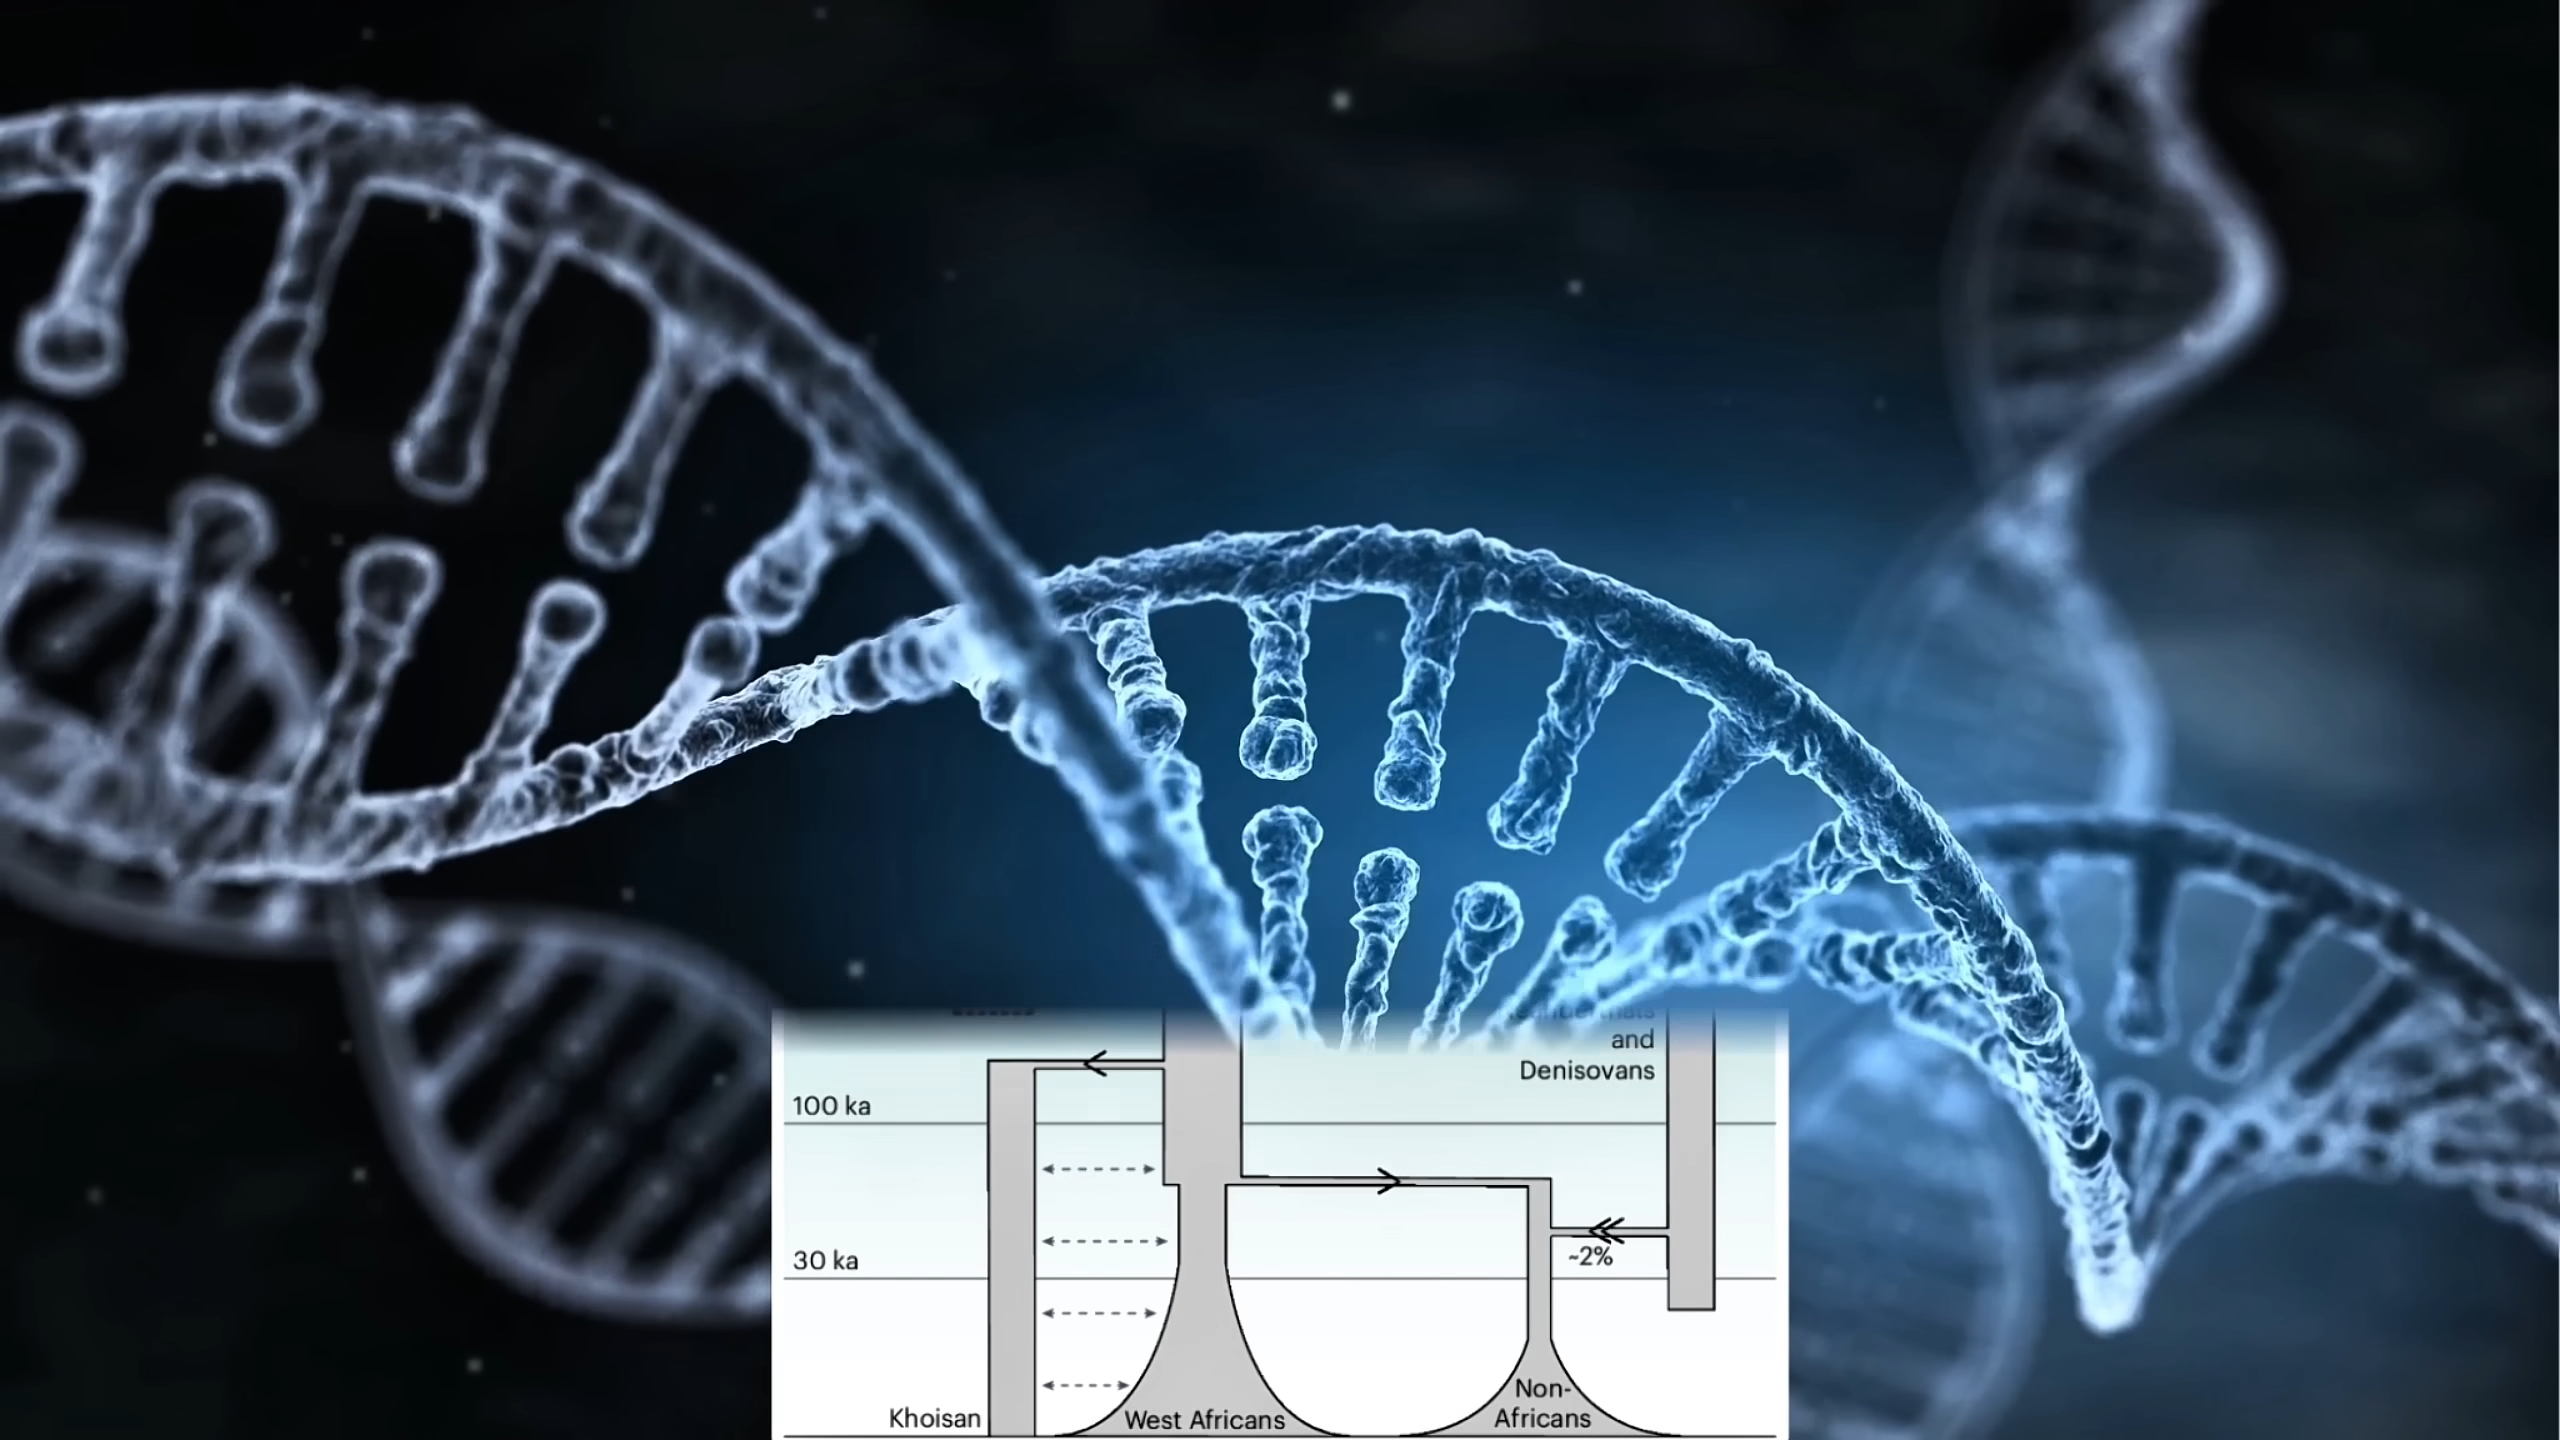 and
Denisovans
100 ka
30 ka
~2%
Khoisan
West Africans
Non-
Africans